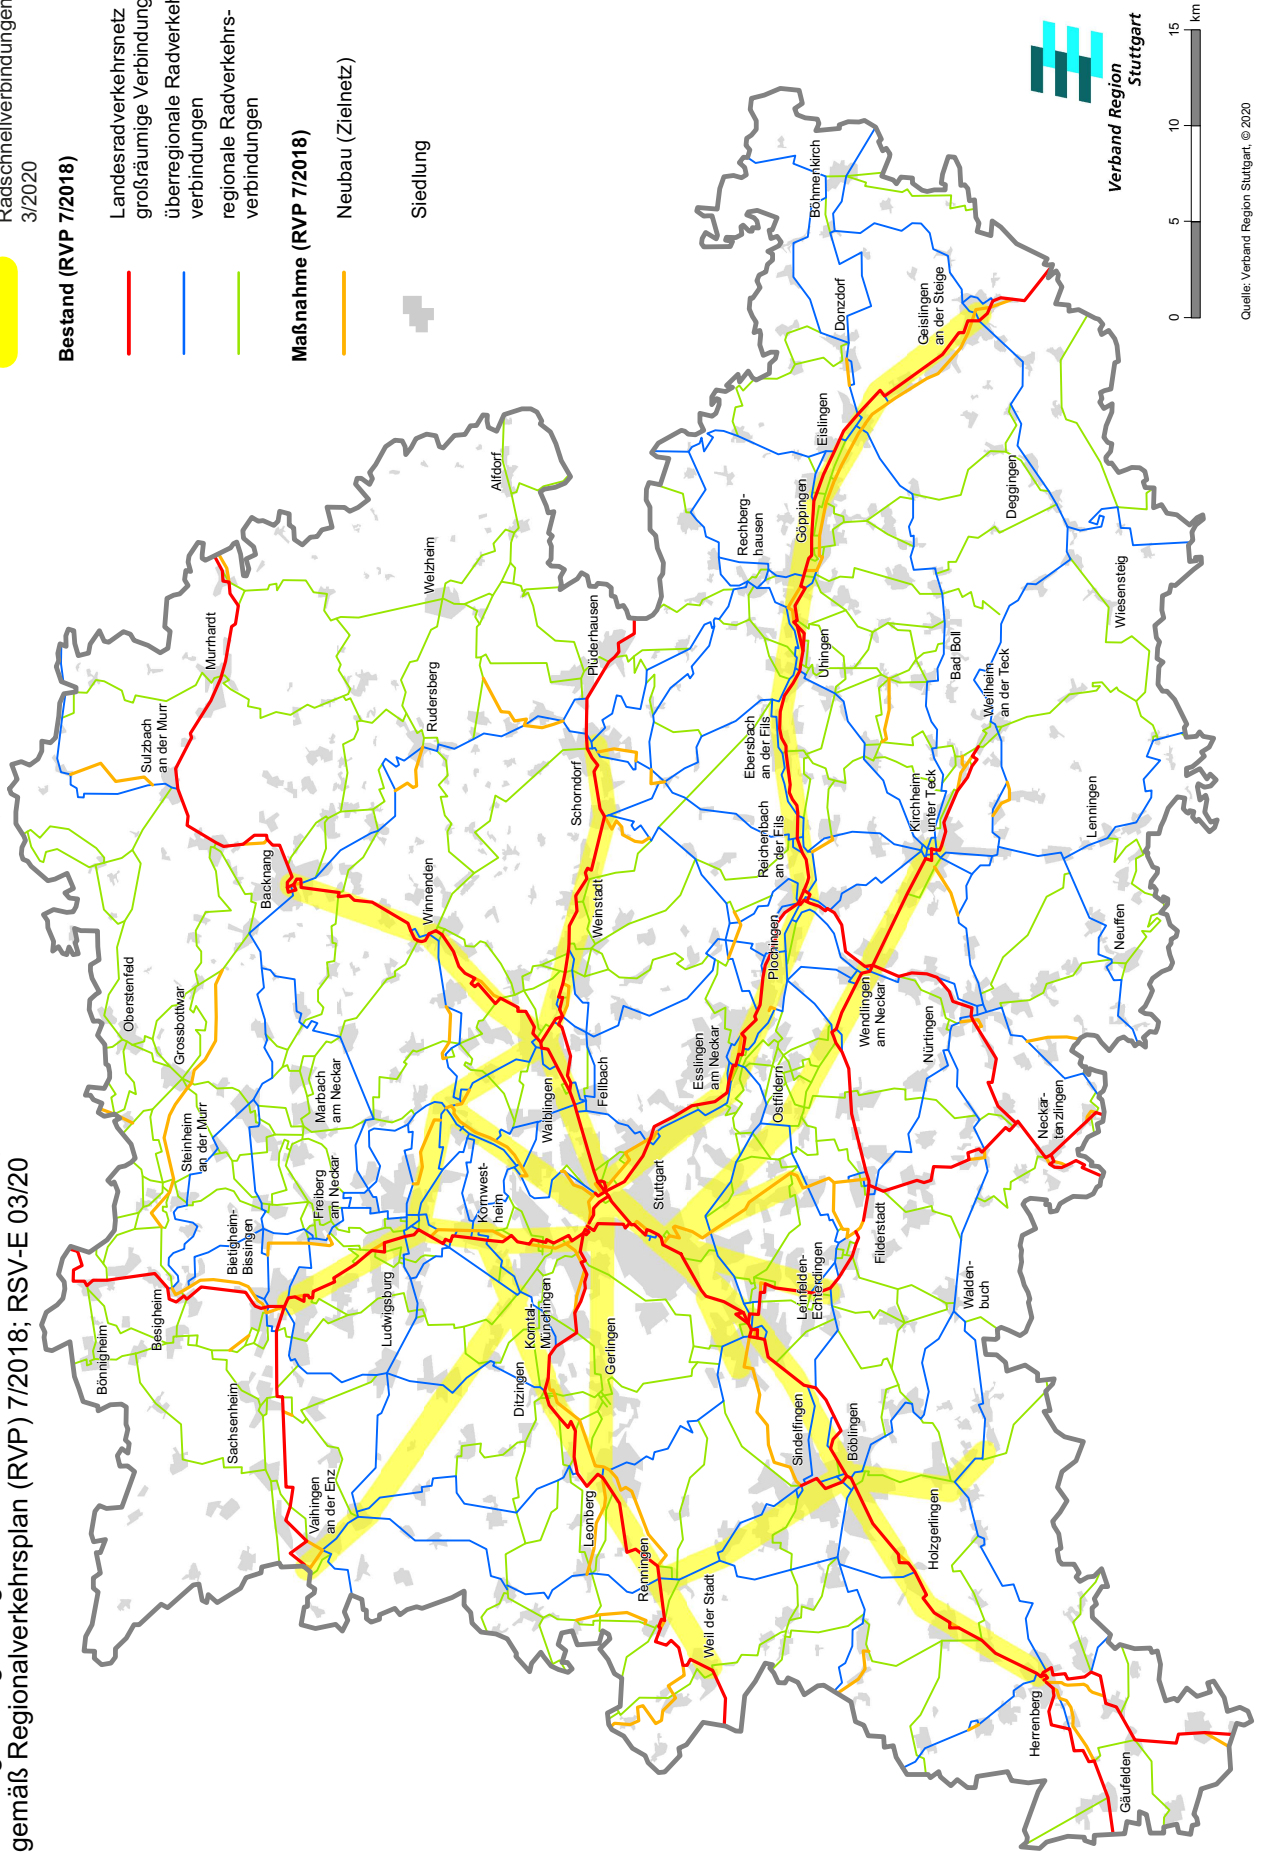 gemäß Regionalverkehrsplan (RVP) 7/2018; RSV-E 03/20
Radschnellverbindungen
3/2020
Bestand (RVP 7/2018)
Landesradverkehrsnetz
großräumige Verbindung
überregionale Radverkeh
verbindungen
regionale Radverkehrs-
verbindungen
Maßnahme (RVP 7/2018)
Neubau (Zielnetz)
Siedlung
Murrhardt
Sulzbach
an der Murr
Backnang
Oberstenfeld
Grossbottwar
Steinheim
an der Murr
Marbach
am Neckar
Freiberg
am Neckar
Bietigheim-
Bissingen
Besigheim
Bönnigheim
Sachsenheim
Vaihingen
an der Enz
Ludwigsburg
Kornwest-
heim
Korntal-
Münchingen
Ditzingen
Gerlingen
Leonberg
Renningen
Weil der Stadt
Alfdorf
Welzheim
Rudersberg
Plüderhausen
Schorndorf
Winnenden
Weinstadt
Waiblingen
Fellbach
Stuttgart
Esslingen
am Neckar
Ostfildern
Plochingen
Reichenbach
an der Fils
Ebersbach
an der Fils
Uhingen
Göppingen
Rechberg-
hausen
Eislingen
Donzdorf
Böhmenkirch
Geislingen
an der Steige
Deggingen
Wiesensteig
Bad Boll
Weilheim
an der Teck
Kirchheim
unter Teck
Lenningen
Neuffen
Wendlingen
am Neckar
Nürtingen
Neckar-
tenzlingen
Filderstadt
Leinfelden-
Echterdingen
Walden-
buch
Sindelfingen
Böblingen
Holzgerlingen
Herrenberg
Gäufelden
Verband Region
Stuttgart
0 5 10 15 km
Quelle: Verband Region Stuttgart, © 2020